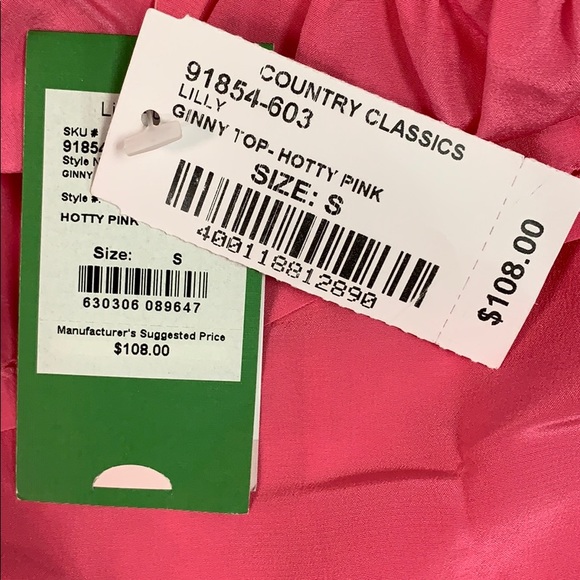 COUNTRY CLASSICS
91854-603
LILLY
GINNY TOP- HOTTY PINK
SIZE: S
400118812890
$108.00
SKU #
Style
GINNY
Style #:
HOTTY PINK
Size: S
630306 089647
Manufacturer's Suggested Price
$108.00